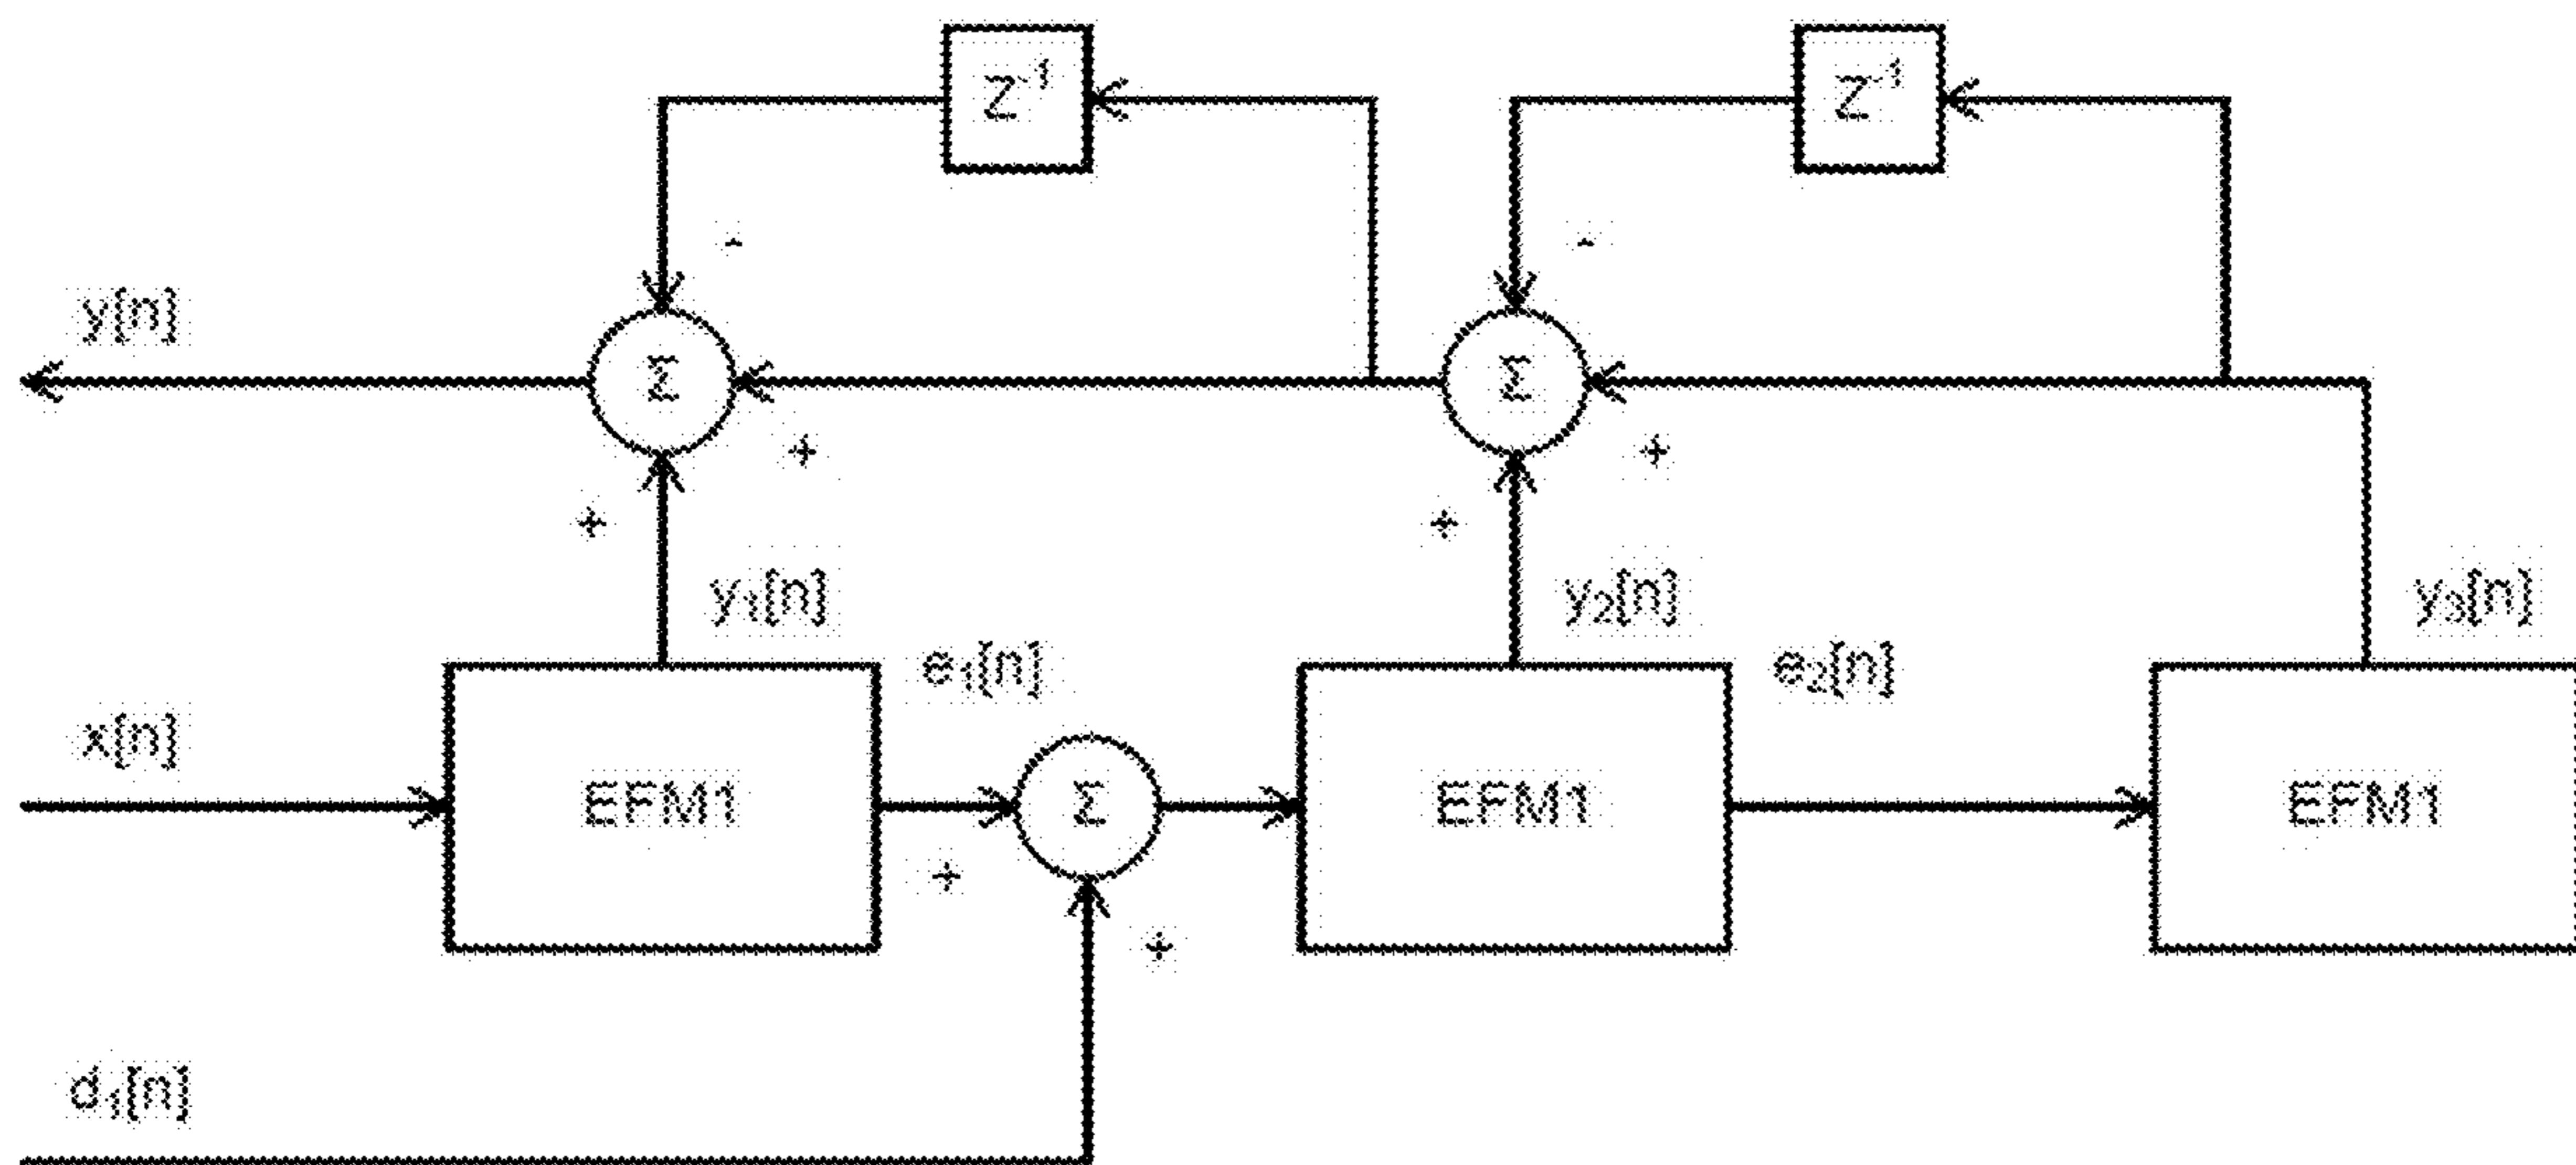 Z⁻¹ Z⁻¹
- -
y[n]
Σ Σ
+ +
+ +
y₁[n] y₂[n] y₃[n]
e₁[n] e₂[n]
x[n]
EFM1 Σ EFM1 EFM1
+
+
d₁[n]